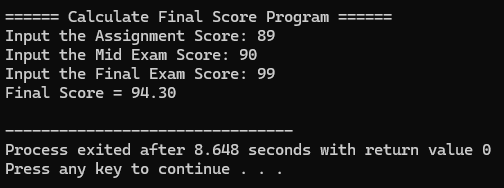 ====== Calculate Final Score Program ======
Input the Assignment Score: 89
Input the Mid Exam Score: 90
Input the Final Exam Score: 99
Final Score = 94.30
--------------------------------
Process exited after 8.648 seconds with return value 0
Press any key to continue . . .